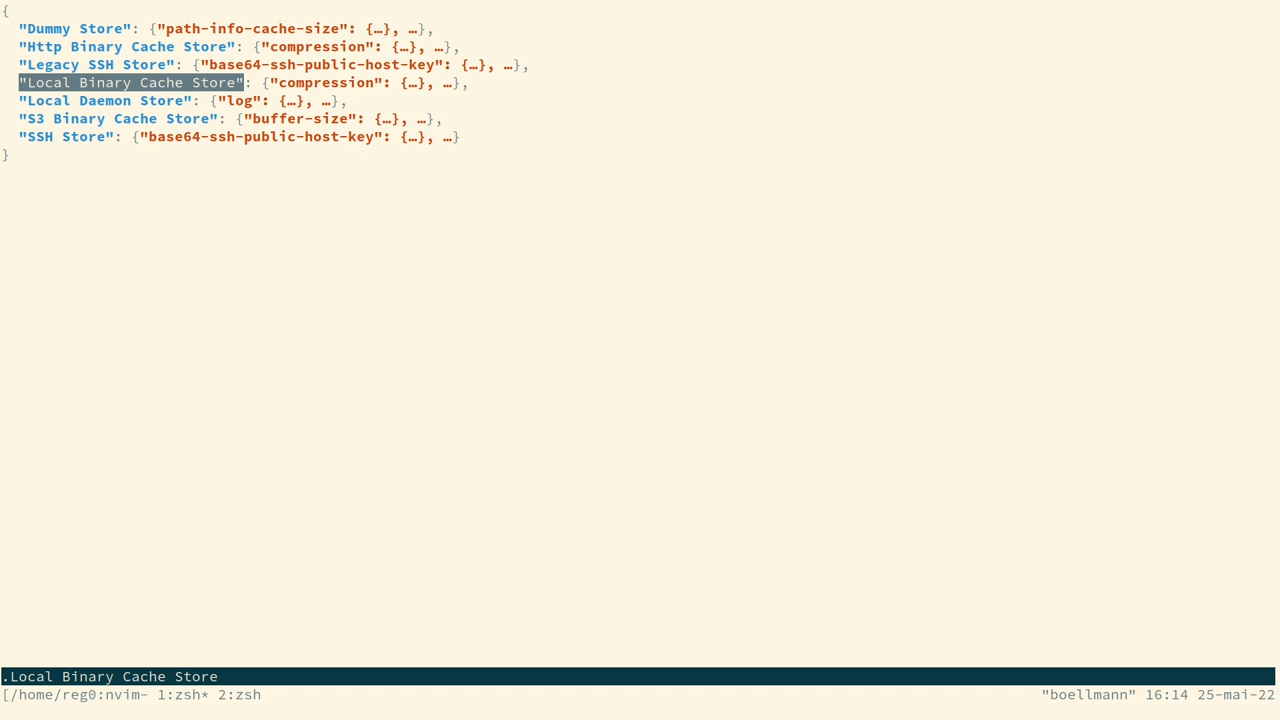 {
  "Dummy Store": {"path-info-cache-size": {…}, …},
  "Http Binary Cache Store": {"compression": {…}, …},
  "Legacy SSH Store": {"base64-ssh-public-host-key": {…}, …},
  "Local Binary Cache Store": {"compression": {…}, …},
  "Local Daemon Store": {"log": {…}, …},
  "S3 Binary Cache Store": {"buffer-size": {…}, …},
  "SSH Store": {"base64-ssh-public-host-key": {…}, …}
}
.Local Binary Cache Store
[/home/reg0:nvim- 1:zsh* 2:zsh "boellmann" 16:14 25-mai-22